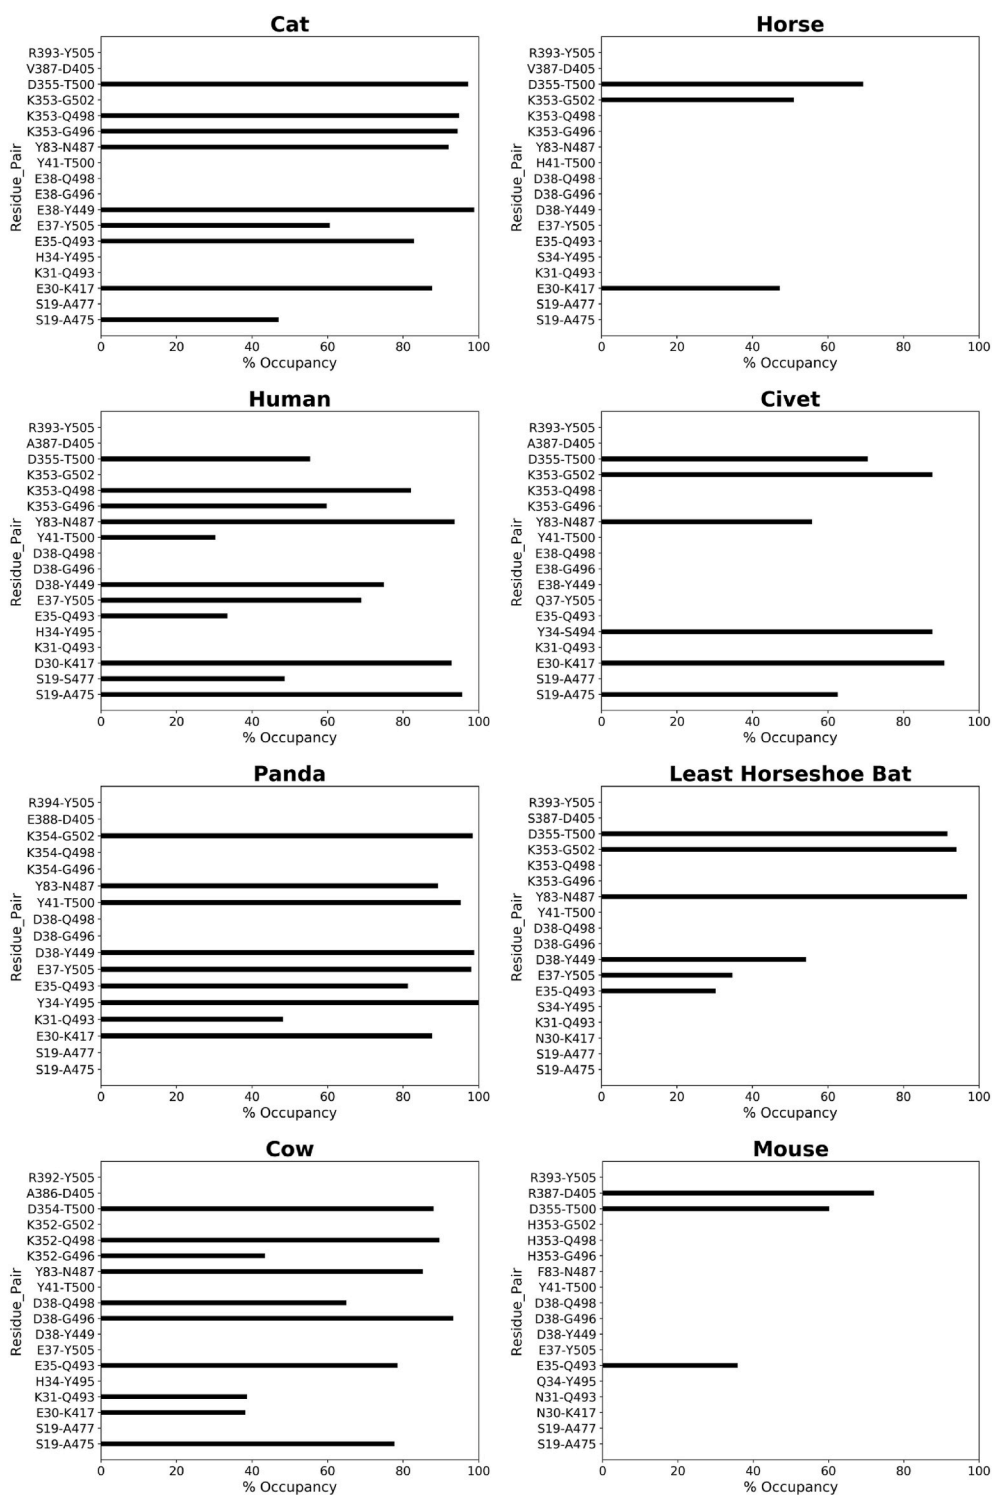 Cat
Residue_Pair
R393-Y505
V387-D405
D355-T500
K353-G502
K353-Q498
K353-G496
Y83-N487
Y41-T500
E38-Q498
E38-G496
E38-Y449
E37-Y505
E35-Q493
H34-Y495
K31-Q493
E30-K417
S19-A477
S19-A475
0 20 40 60 80 100
% Occupancy
Horse
Residue_Pair
R393-Y505
V387-D405
D355-T500
K353-G502
K353-Q498
K353-G496
Y83-N487
H41-T500
D38-Q498
D38-G496
D38-Y449
E37-Y505
E35-Q493
S34-Y495
K31-Q493
E30-K417
S19-A477
S19-A475
0 20 40 60 80 100
% Occupancy
Human
Residue_Pair
R393-Y505
A387-D405
D355-T500
K353-G502
K353-Q498
K353-G496
Y83-N487
Y41-T500
D38-Q498
D38-G496
D38-Y449
E37-Y505
E35-Q493
H34-Y495
K31-Q493
D30-K417
S19-S477
S19-A475
0 20 40 60 80 100
% Occupancy
Civet
Residue_Pair
R393-Y505
A387-D405
D355-T500
K353-G502
K353-Q498
K353-G496
Y83-N487
Y41-T500
E38-Q498
E38-G496
E38-Y449
Q37-Y505
E35-Q493
Y34-S494
K31-Q493
E30-K417
S19-A477
S19-A475
0 20 40 60 80 100
% Occupancy
Panda
Residue_Pair
R394-Y505
E388-D405
K354-G502
K354-Q498
K354-G496
Y83-N487
Y41-T500
D38-Q498
D38-G496
D38-Y449
E37-Y505
E35-Q493
Y34-Y495
K31-Q493
E30-K417
S19-A477
S19-A475
0 20 40 60 80 100
% Occupancy
Least Horseshoe Bat
Residue_Pair
R393-Y505
S387-D405
D355-T500
K353-G502
K353-Q498
K353-G496
Y83-N487
Y41-T500
D38-Q498
D38-G496
D38-Y449
E37-Y505
E35-Q493
S34-Y495
K31-Q493
N30-K417
S19-A477
S19-A475
0 20 40 60 80 100
% Occupancy
Cow
Residue_Pair
R392-Y505
A386-D405
D354-T500
K352-G502
K352-Q498
K352-G496
Y83-N487
Y41-T500
D38-Q498
D38-G496
D38-Y449
E37-Y505
E35-Q493
H34-Y495
K31-Q493
E30-K417
S19-A477
S19-A475
0 20 40 60 80 100
% Occupancy
Mouse
Residue_Pair
R393-Y505
R387-D405
D355-T500
H353-G502
H353-Q498
H353-G496
F83-N487
Y41-T500
D38-Q498
D38-G496
D38-Y449
E37-Y505
E35-Q493
Q34-Y495
N31-Q493
N30-K417
S19-A477
S19-A475
0 20 40 60 80 100
% Occupancy